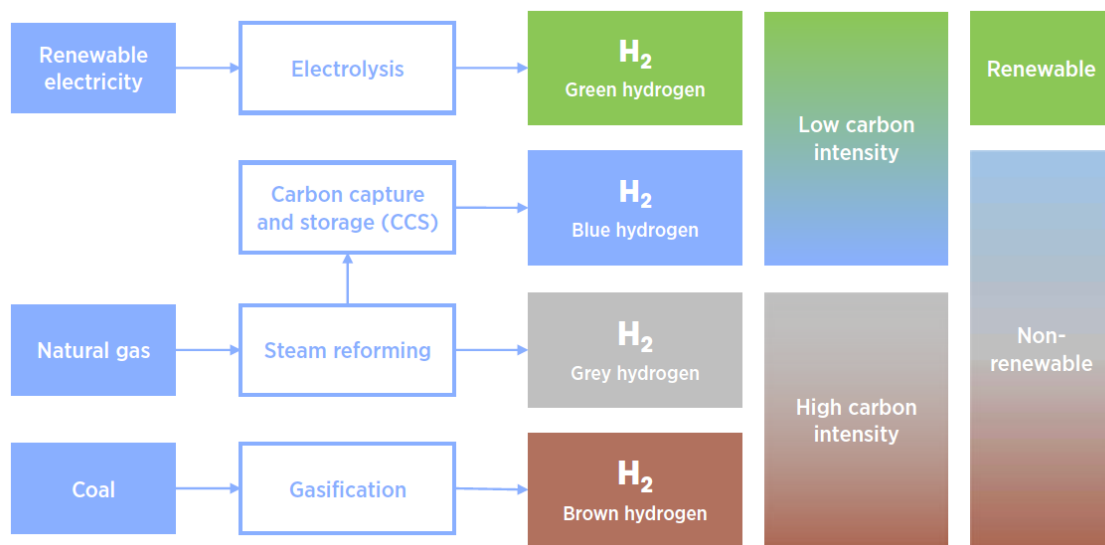 Renewable
electricity
Electrolysis
H₂
Green hydrogen
Low carbon
intensity
Renewable
Carbon capture
and storage (CCS)
H₂
Blue hydrogen
Natural gas
Steam reforming
H₂
Grey hydrogen
High carbon
intensity
Non-
renewable
Coal
Gasification
H₂
Brown hydrogen